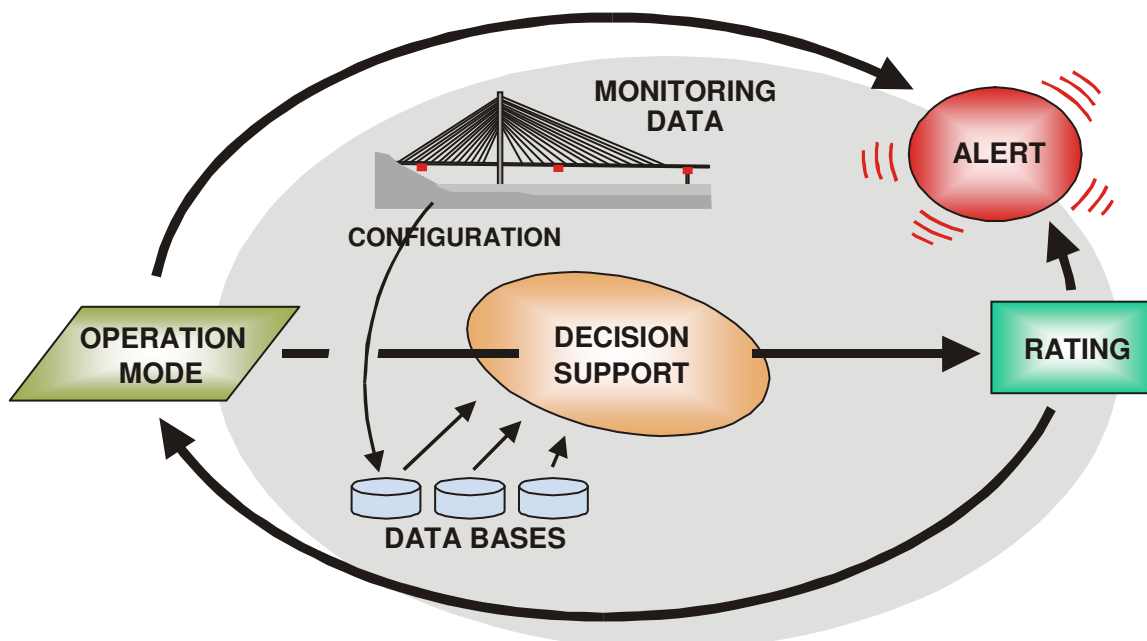 MONITORING
DATA
ALERT
CONFIGURATION
OPERATION
MODE
DECISION
SUPPORT
RATING
DATA BASES